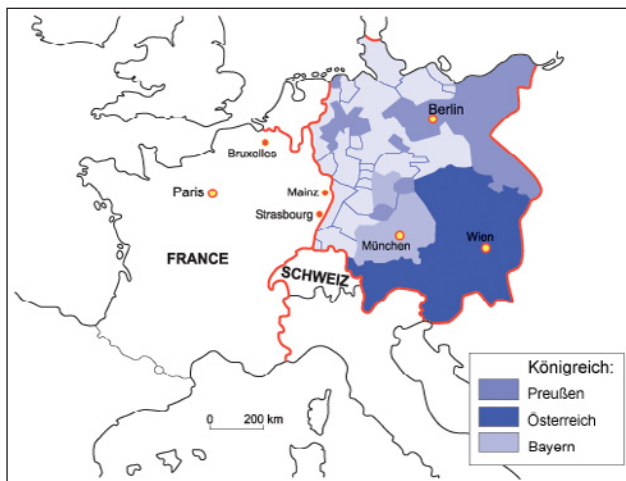 Berlin
Bruxelles
Paris
Mainz
Strasbourg
München
Wien
FRANCE
SCHWEIZ
0 200 km
Königreich:
Preußen
Österreich
Bayern